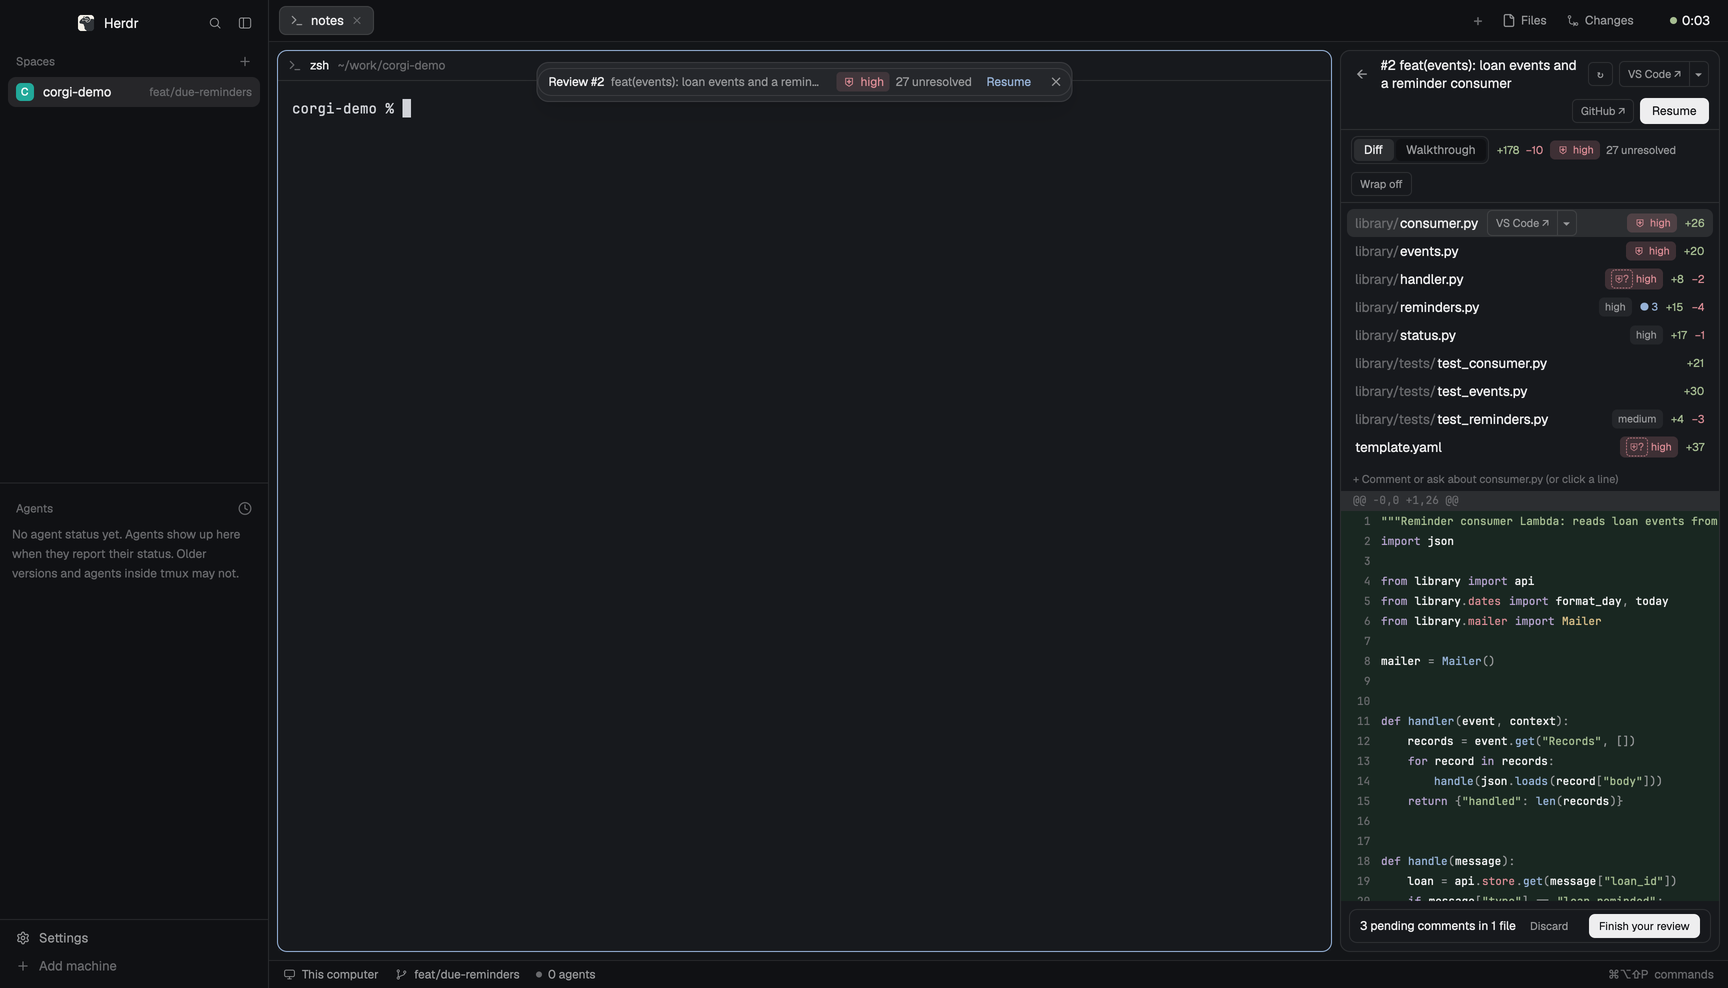 Herdr
Spaces
corgi-demo feat/due-reminders
Agents
No agent status yet. Agents show up here
when they report their status. Older
versions and agents inside tmux may not.
Settings
Add machine
notes
Files
Changes
0:03
zsh ~/work/corgi-demo
Review #2 feat(events): loan events and a remin... high 27 unresolved Resume
corgi-demo %
#2 feat(events): loan events and
a reminder consumer
VS Code ↗
GitHub ↗
Resume
Diff Walkthrough +178 −10 high 27 unresolved
Wrap off
library/consumer.py VS Code ↗ high +26
library/events.py high +20
library/handler.py ? high +8 −2
library/reminders.py high 3 +15 −4
library/status.py high +17 −1
library/tests/test_consumer.py +21
library/tests/test_events.py +30
library/tests/test_reminders.py medium +4 −3
template.yaml ? high +37
+ Comment or ask about consumer.py (or click a line)
@@ -0,0 +1,26 @@
1 """Reminder consumer Lambda: reads loan events from
2 import json
3
4 from library import api
5 from library.dates import format_day, today
6 from library.mailer import Mailer
7
8 mailer = Mailer()
9
10
11 def handler(event, context):
12 records = event.get("Records", [])
13 for record in records:
14 handle(json.loads(record["body"]))
15 return {"handled": len(records)}
16
17
18 def handle(message):
19 loan = api.store.get(message["loan_id"])
20 if message["type"] == "loan.reminded":
3 pending comments in 1 file Discard Finish your review
This computer feat/due-reminders 0 agents
⌘⌥⇧P commands